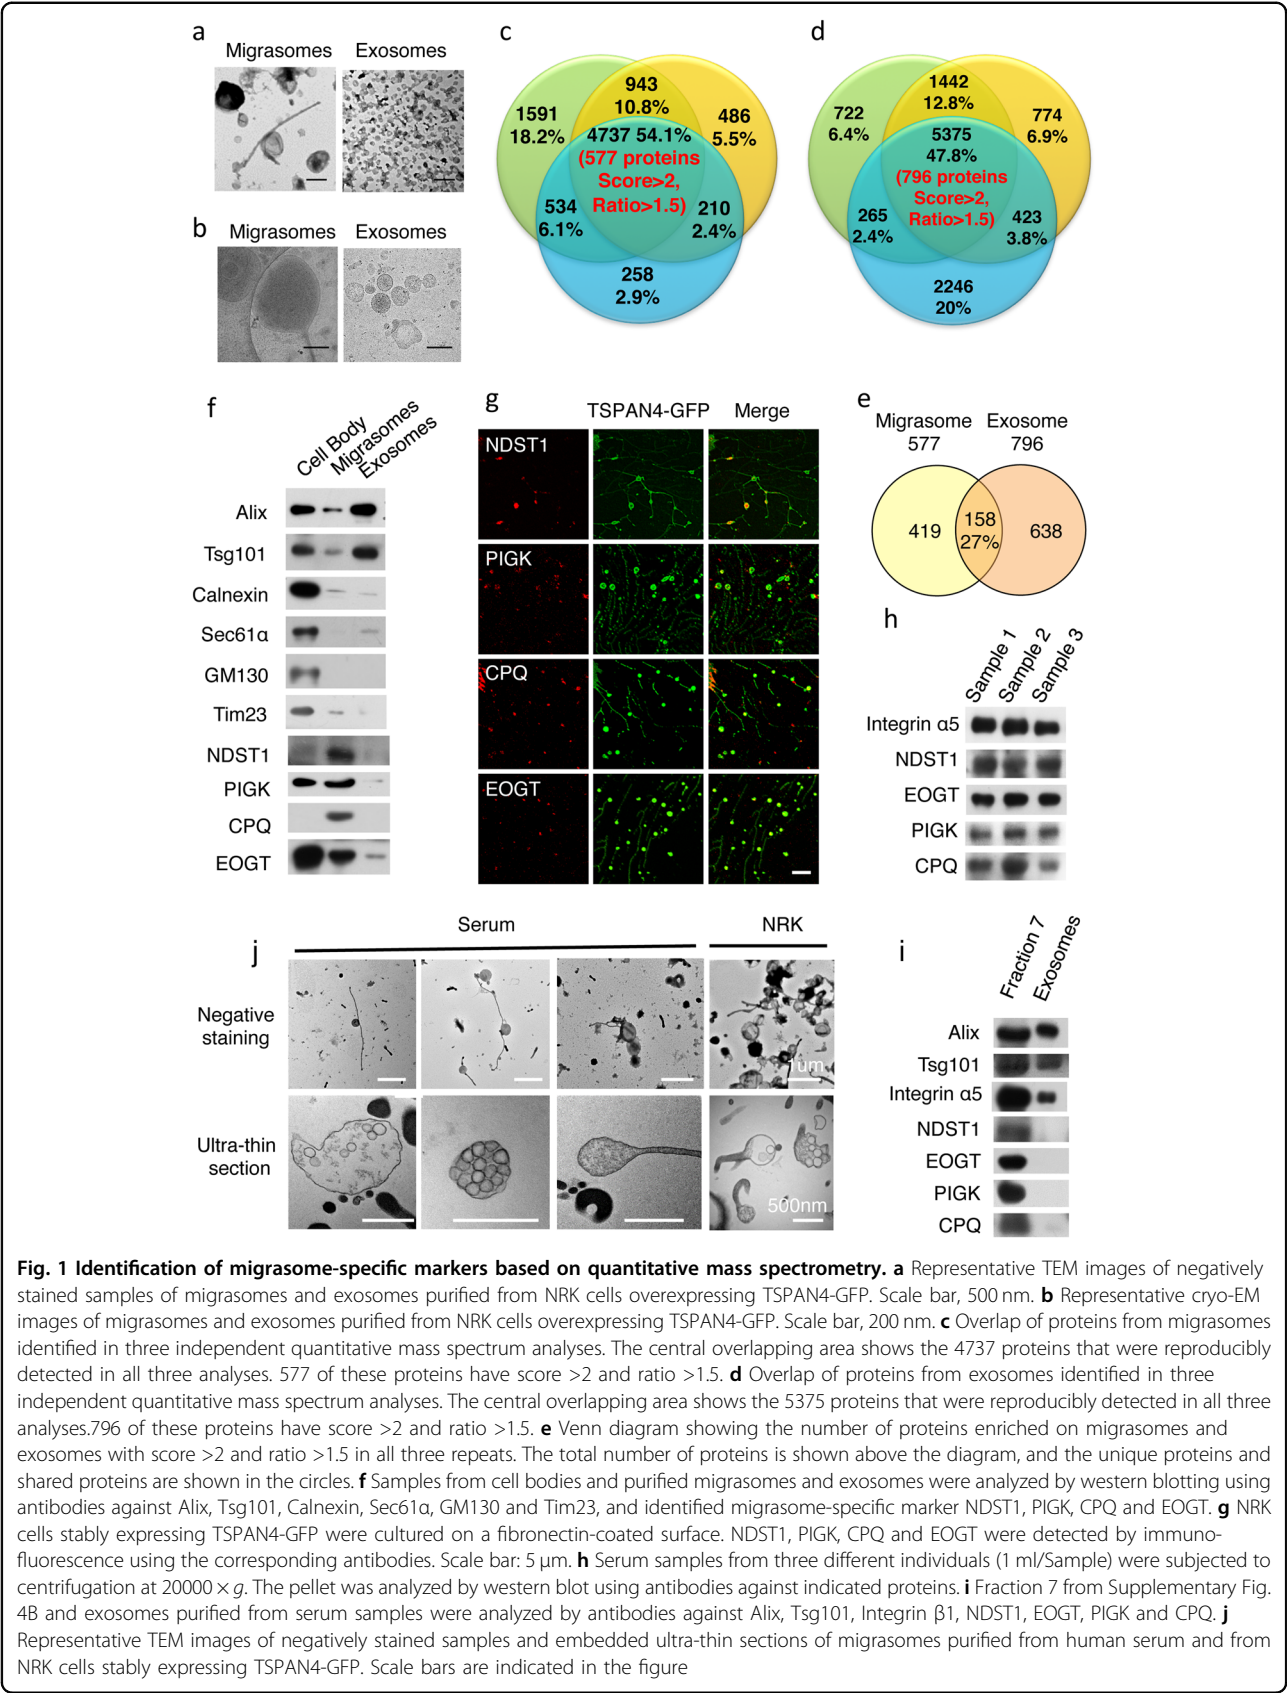 a
Migrasomes
Exosomes
b
Migrasomes
Exosomes
c
943
10.8%
1591
18.2%
486
5.5%
4737 54.1%
(577 proteins
Score>2,
Ratio>1.5)
534
6.1%
210
2.4%
258
2.9%
d
1442
12.8%
722
6.4%
774
6.9%
5375
47.8%
(796 proteins
Score>2,
Ratio>1.5)
265
2.4%
423
3.8%
2246
20%
f
Cell Body
Migrasomes
Exosomes
Alix
Tsg101
Calnexin
Sec61α
GM130
Tim23
NDST1
PIGK
CPQ
EOGT
g
TSPAN4-GFP
Merge
NDST1
PIGK
CPQ
EOGT
e
Migrasome
577
Exosome
796
419
158
27%
638
h
Sample 1
Sample 2
Sample 3
Integrin α5
NDST1
EOGT
PIGK
CPQ
j
Serum
NRK
Negative
staining
1um
Ultra-thin
section
500nm
i
Fraction 7
Exosomes
Alix
Tsg101
Integrin α5
NDST1
EOGT
PIGK
CPQ
Fig. 1 Identification of migrasome-specific markers based on quantitative mass spectrometry. a Representative TEM images of negatively
stained samples of migrasomes and exosomes purified from NRK cells overexpressing TSPAN4-GFP. Scale bar, 500 nm. b Representative cryo-EM
images of migrasomes and exosomes purified from NRK cells overexpressing TSPAN4-GFP. Scale bar, 200 nm. c Overlap of proteins from migrasomes
identified in three independent quantitative mass spectrum analyses. The central overlapping area shows the 4737 proteins that were reproducibly
detected in all three analyses. 577 of these proteins have score >2 and ratio >1.5. d Overlap of proteins from exosomes identified in three
independent quantitative mass spectrum analyses. The central overlapping area shows the 5375 proteins that were reproducibly detected in all three
analyses.796 of these proteins have score >2 and ratio >1.5. e Venn diagram showing the number of proteins enriched on migrasomes and
exosomes with score >2 and ratio >1.5 in all three repeats. The total number of proteins is shown above the diagram, and the unique proteins and
shared proteins are shown in the circles. f Samples from cell bodies and purified migrasomes and exosomes were analyzed by western blotting using
antibodies against Alix, Tsg101, Calnexin, Sec61α, GM130 and Tim23, and identified migrasome-specific marker NDST1, PIGK, CPQ and EOGT. g NRK
cells stably expressing TSPAN4-GFP were cultured on a fibronectin-coated surface. NDST1, PIGK, CPQ and EOGT were detected by immuno-
fluorescence using the corresponding antibodies. Scale bar: 5 µm. h Serum samples from three different individuals (1 ml/Sample) were subjected to
centrifugation at 20000 × g. The pellet was analyzed by western blot using antibodies against indicated proteins. i Fraction 7 from Supplementary Fig.
4B and exosomes purified from serum samples were analyzed by antibodies against Alix, Tsg101, Integrin β1, NDST1, EOGT, PIGK and CPQ. j
Representative TEM images of negatively stained samples and embedded ultra-thin sections of migrasomes purified from human serum and from
NRK cells stably expressing TSPAN4-GFP. Scale bars are indicated in the figure